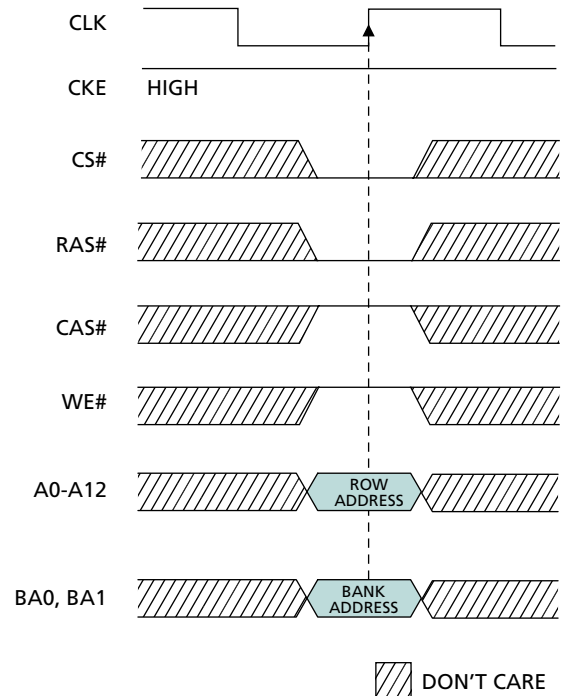 CLK
CKE HIGH
CS#
RAS#
CAS#
WE#
A0-A12 ROW
ADDRESS
BA0, BA1 BANK
ADDRESS
DON'T CARE